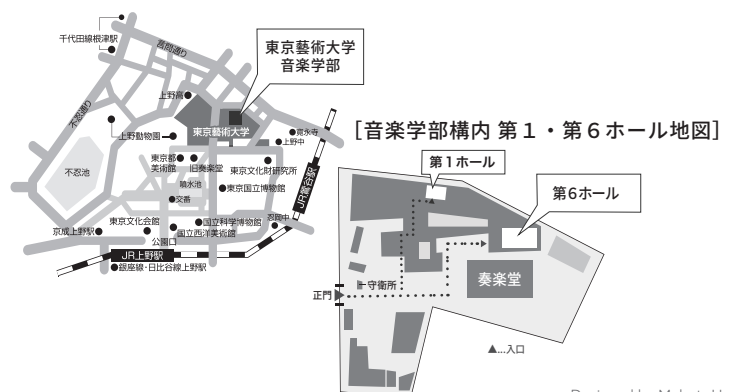 千代田線根津駅
言問通り
東京藝術大学
音楽学部
上野高
不忍通り
東京藝術大学
寛永寺
上野中
上野動物園
[音楽学部構内 第1・第6ホール地図]
東京都
美術館
旧奏楽堂
東京文化財研究所
不忍池
噴水池
東京国立博物館
JR鶯谷駅
交番
第1ホール
第6ホール
東京文化会館
国立科学博物館
忍岡中
京成上野駅
国立西洋美術館
公園口
JR上野駅
銀座線・日比谷線上野駅
守衛所
奏楽堂
正門
▲...入口